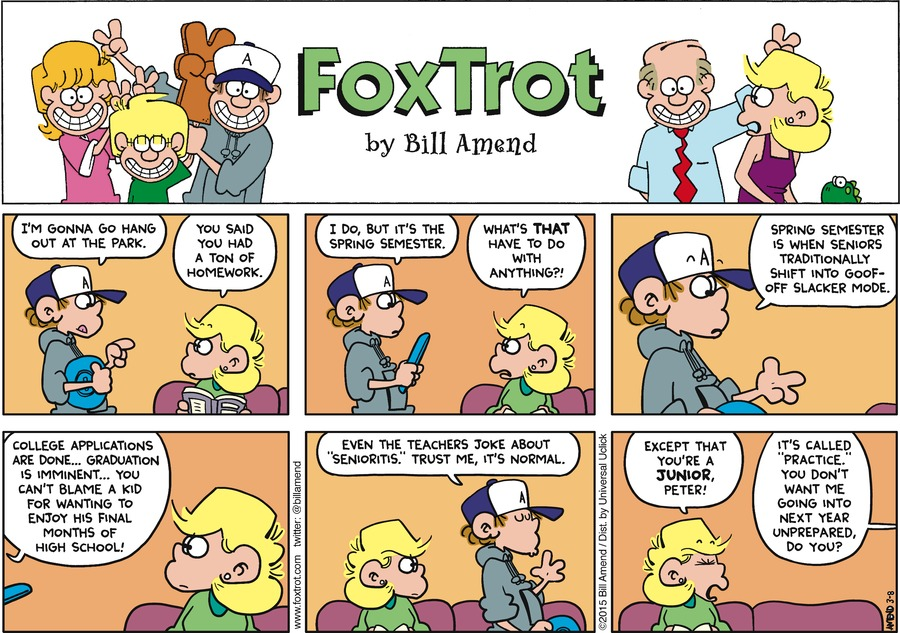 A
FOXTROT
by Bill Amend
I'M GONNA GO HANG
OUT AT THE PARK.
YOU SAID
YOU HAD
A TON OF
HOMEWORK.
A
I DO, BUT IT'S THE
SPRING SEMESTER.
WHAT'S THAT
HAVE TO DO
WITH
ANYTHING?!
A
SPRING SEMESTER
IS WHEN SENIORS
TRADITIONALLY
SHIFT INTO GOOF-
OFF SLACKER MODE.
A
COLLEGE APPLICATIONS
ARE DONE... GRADUATION
IS IMMINENT... YOU
CAN'T BLAME A KID
FOR WANTING TO
ENJOY HIS FINAL
MONTHS OF
HIGH SCHOOL!
www.foxtrot.com twitter: @billamend
EVEN THE TEACHERS JOKE ABOUT
"SENIORITIS." TRUST ME, IT'S NORMAL.
A
©2015 Bill Amend / Dist. by Universal Uclick
EXCEPT THAT
YOU'RE A
JUNIOR,
PETER!
IT'S CALLED
"PRACTICE."
YOU DON'T
WANT ME
GOING INTO
NEXT YEAR
UNPREPARED,
DO YOU?
AMEND 3-8